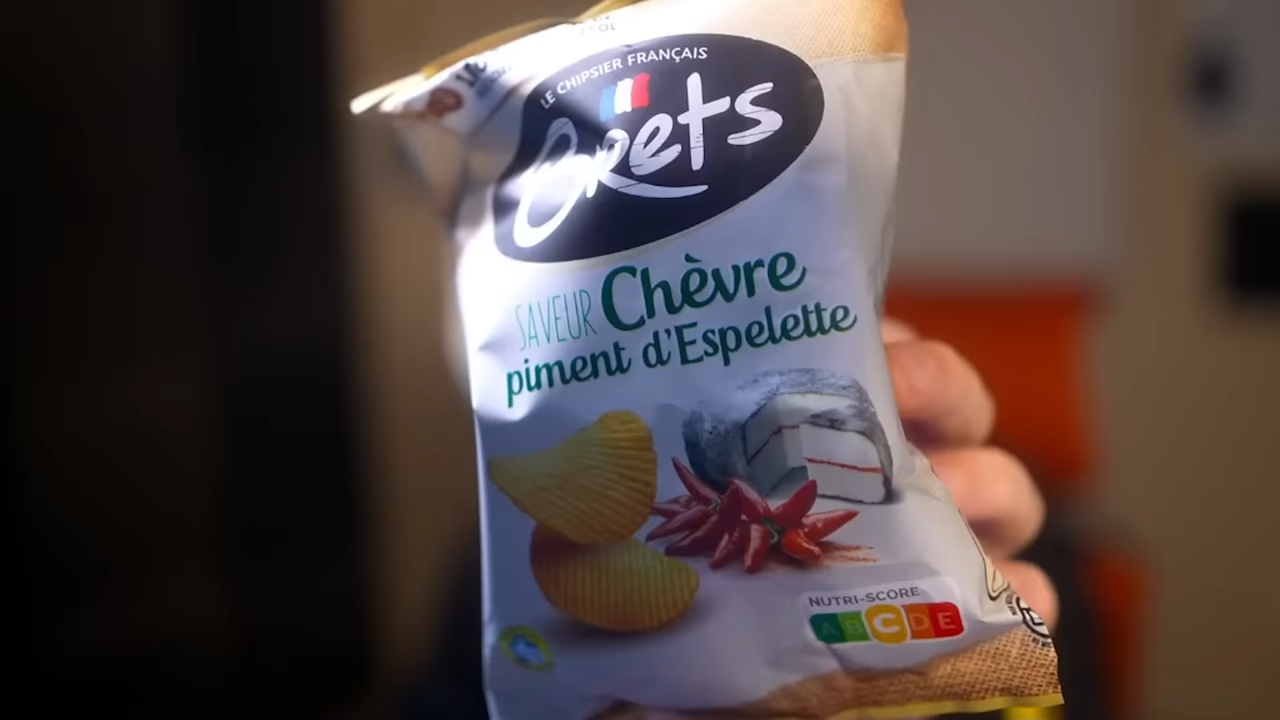 LE CHIPSIER FRANÇAIS
Brets
SAVEUR Chèvre
piment d'Espelette
NUTRI-SCORE
A B C D E